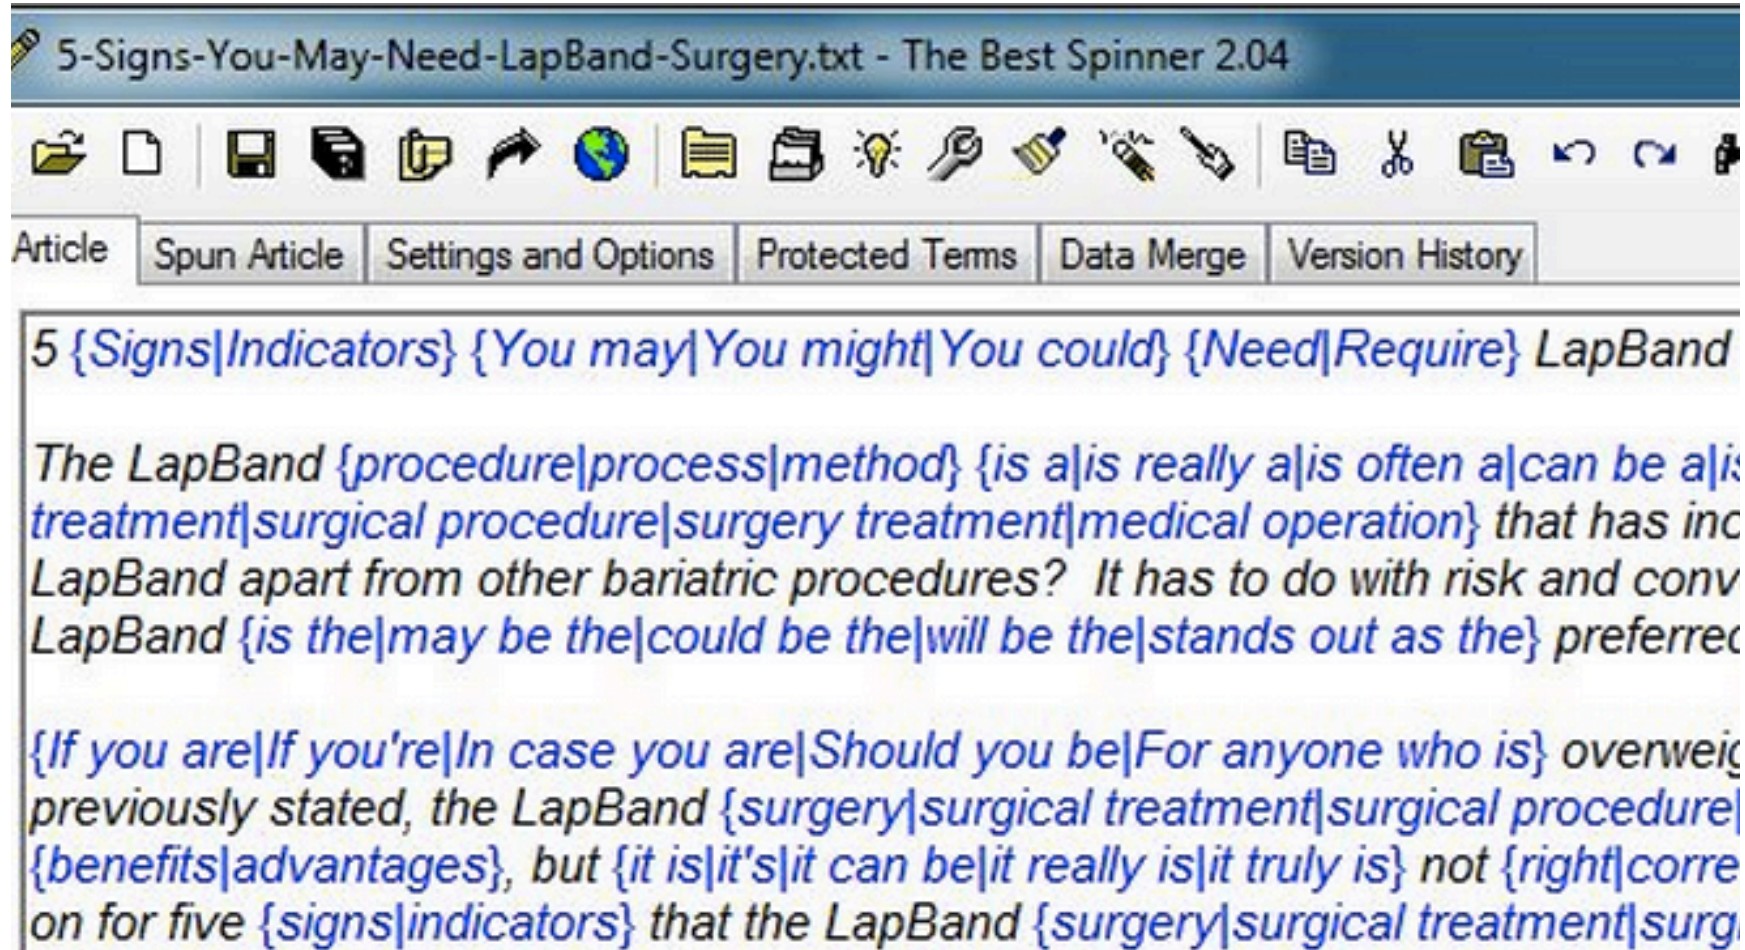 5-Signs-You-May-Need-LapBand-Surgery.txt - The Best Spinner 2.04
Article Spun Article Settings and Options Protected Terms Data Merge Version History
5 {Signs|Indicators} {You may|You might|You could} {Need|Require} LapBand
The LapBand {procedure|process|method} {is a|is really a|is often a|can be a|is
treatment|surgical procedure|surgery treatment|medical operation} that has inc
LapBand apart from other bariatric procedures?  It has to do with risk and conv
LapBand {is the|may be the|could be the|will be the|stands out as the} preferred
{If you are|If you're|In case you are|Should you be|For anyone who is} overweig
previously stated, the LapBand {surgery|surgical treatment|surgical procedure|
{benefits|advantages}, but {it is|it's|it can be|it really is|it truly is} not {right|corre
on for five {signs|indicators} that the LapBand {surgery|surgical treatment|surgi